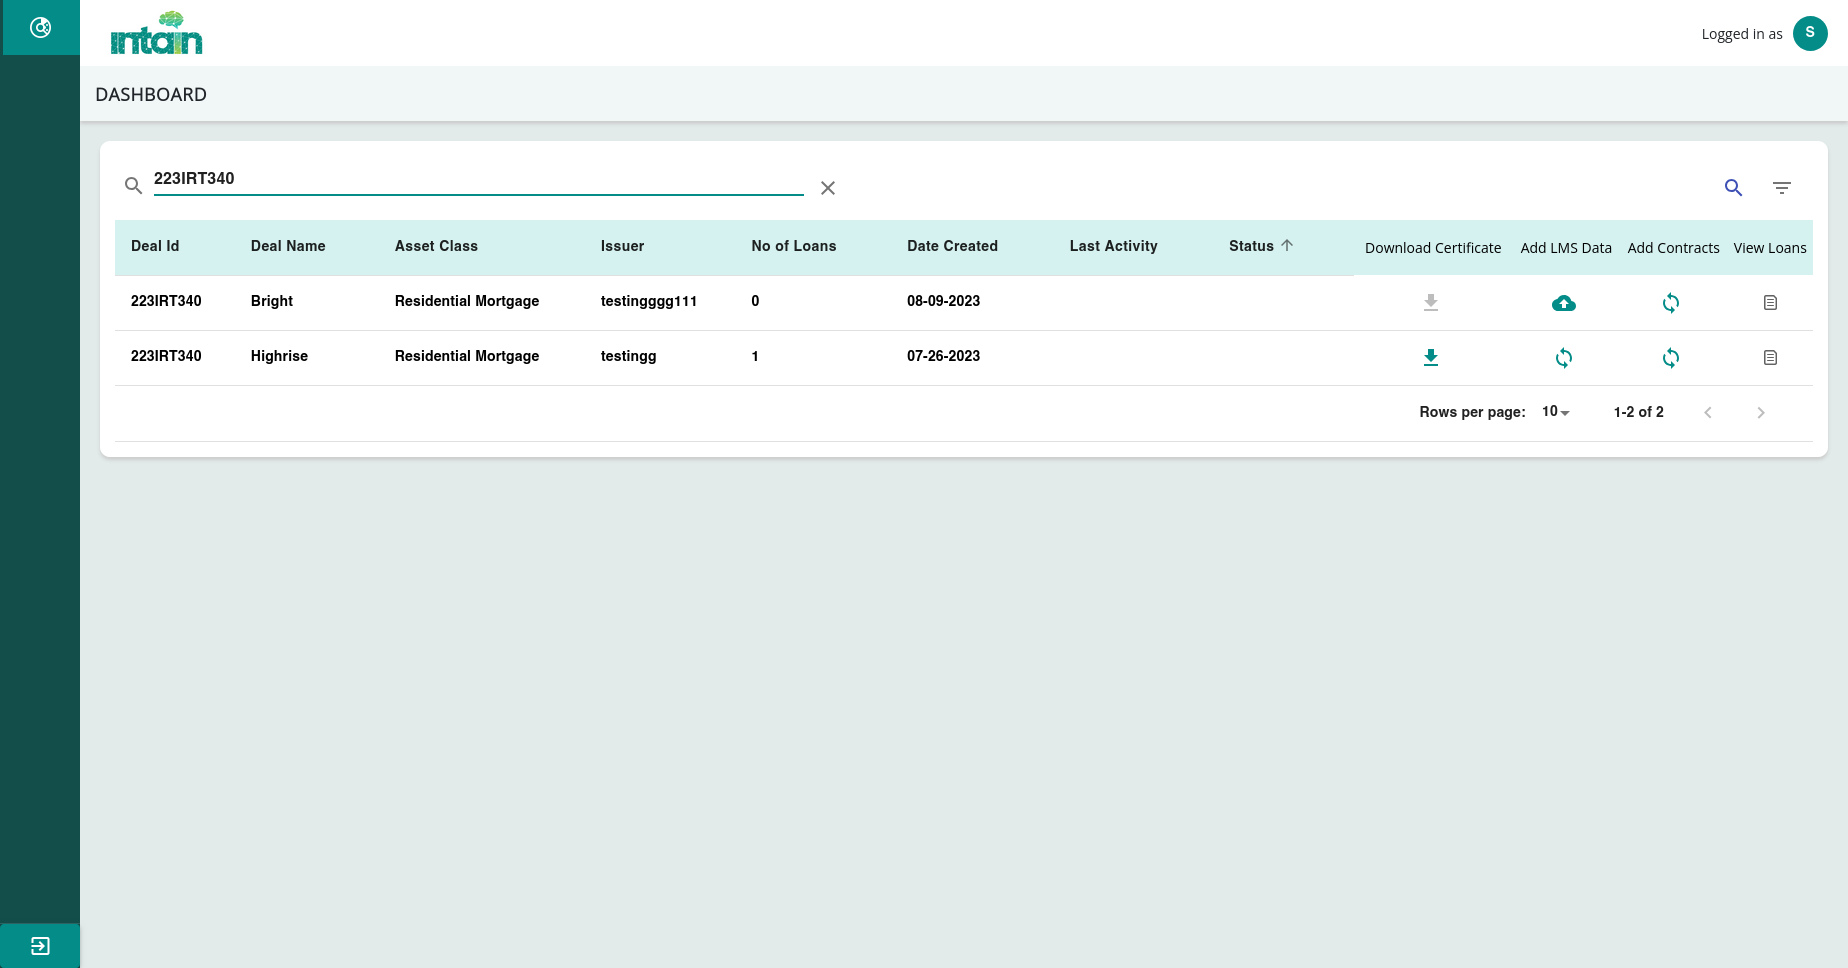 intain
Logged in as S
DASHBOARD
223IRT340
Deal Id Deal Name Asset Class Issuer No of Loans Date Created Last Activity Status Download Certificate Add LMS Data Add Contracts View Loans
223IRT340 Bright Residential Mortgage testingggg111 0 08-09-2023
223IRT340 Highrise Residential Mortgage testingg 1 07-26-2023
Rows per page: 10 1-2 of 2